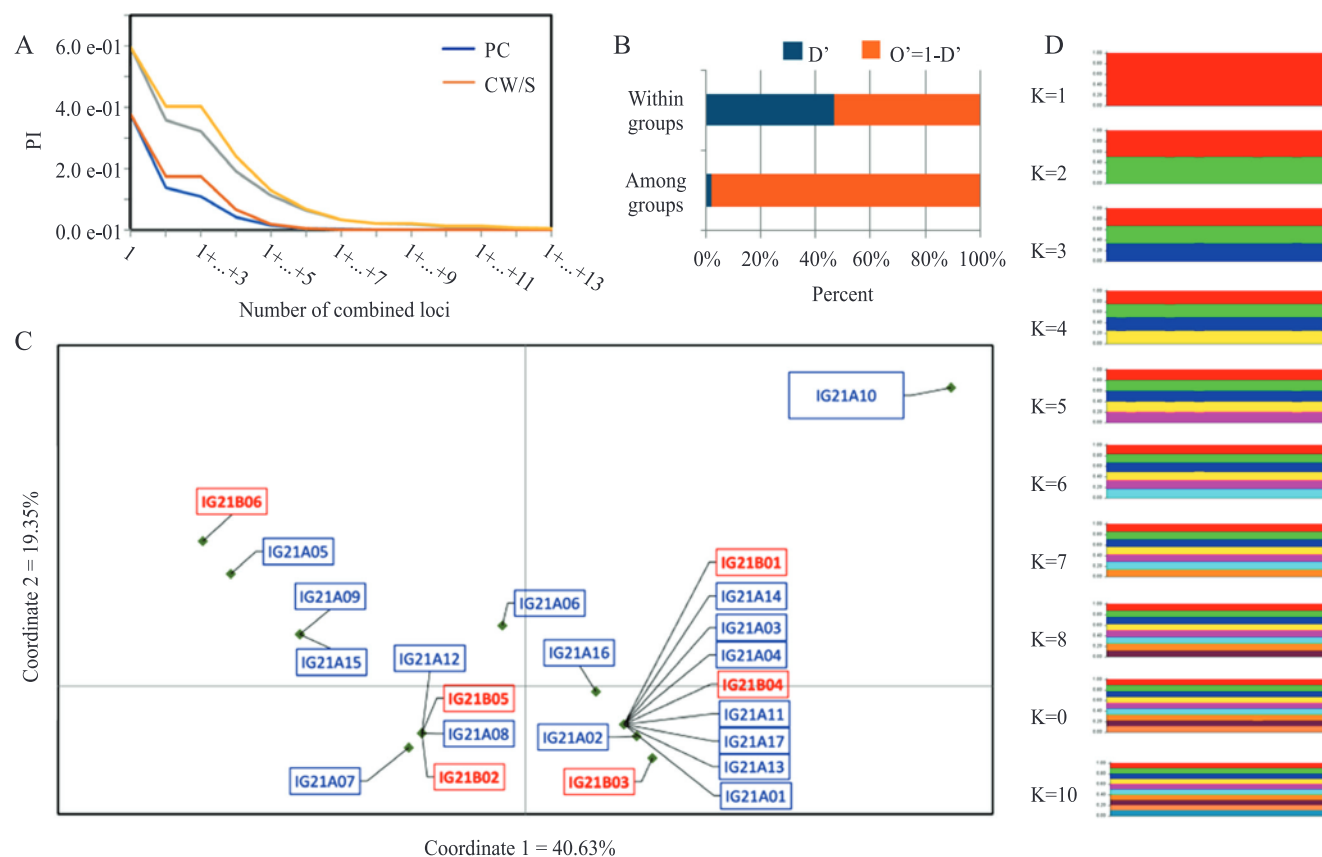 A
6.0 e-01
4.0 e-01
2.0 e-01
0.0 e-01
PI
PC
CW/S
1
1+...+3
1+...+5
1+...+7
1+...+9
1+...+11
1+...+13
Number of combined loci
B
D’
O’=1-D’
Within
groups
Among
groups
0%
20%
40%
60%
80%
100%
Percent
C
IG21A10
IG21B06
IG21A05
IG21A09
IG21A15
IG21A12
IG21B05
IG21A08
IG21B02
IG21A07
IG21A06
IG21A16
IG21A02
IG21B03
IG21B01
IG21A14
IG21A03
IG21A04
IG21B04
IG21A11
IG21A17
IG21A13
IG21A01
Coordinate 2 = 19.35%
Coordinate 1 = 40.63%
D
K=1
K=2
K=3
K=4
K=5
K=6
K=7
K=8
K=0
K=10